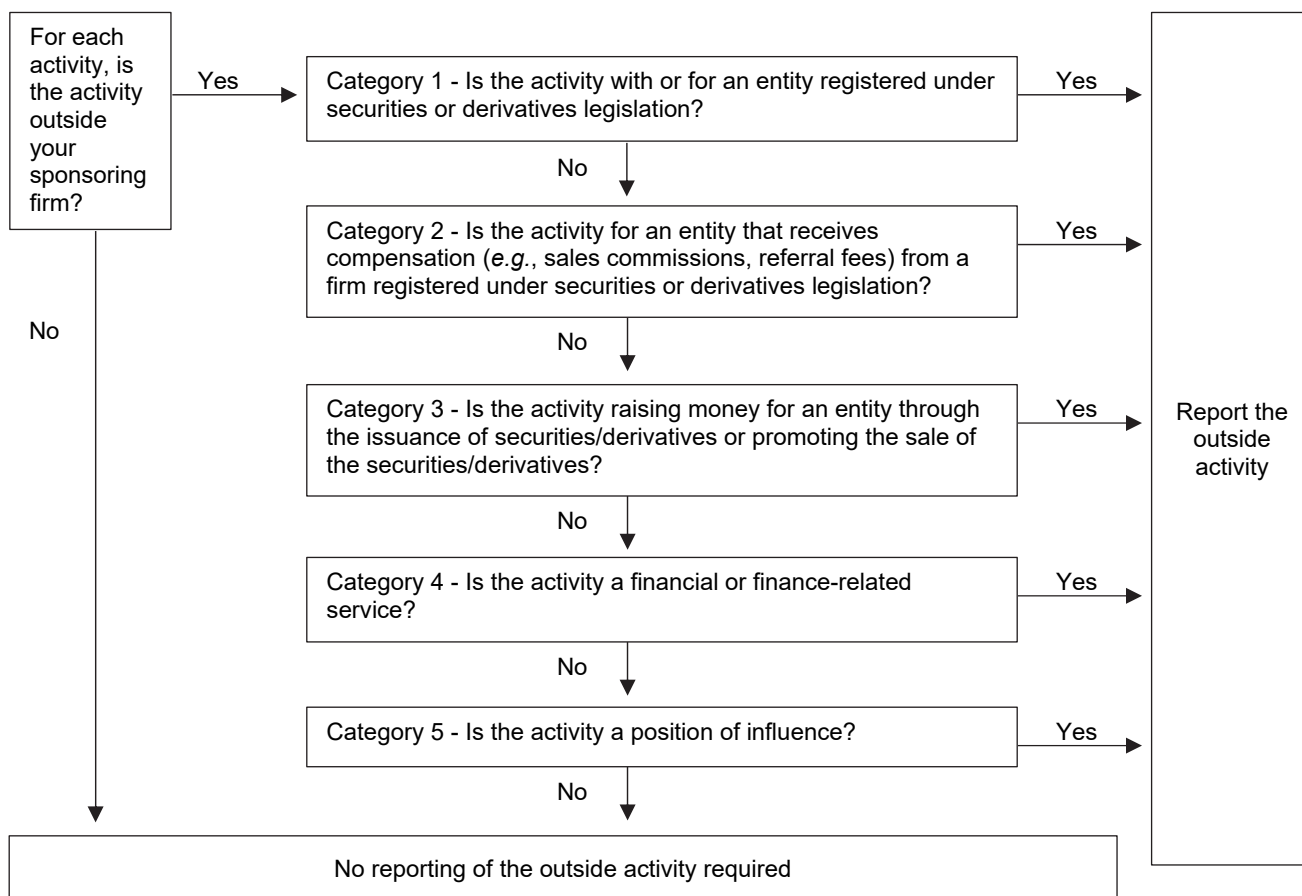 For each
activity, is
the activity
outside
your
sponsoring
firm?
Yes
Category 1 - Is the activity with or for an entity registered under
securities or derivatives legislation?
Yes
No
Category 2 - Is the activity for an entity that receives
compensation (e.g., sales commissions, referral fees) from a
firm registered under securities or derivatives legislation?
Yes
No
No
Category 3 - Is the activity raising money for an entity through
the issuance of securities/derivatives or promoting the sale of
the securities/derivatives?
Yes
Report the
outside
activity
No
Category 4 - Is the activity a financial or finance-related
service?
Yes
No
Category 5 - Is the activity a position of influence?
Yes
No
No reporting of the outside activity required